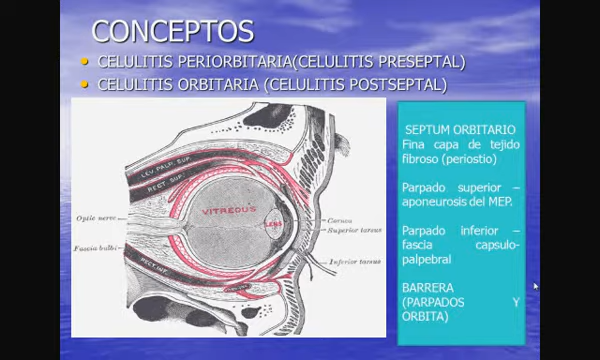 CONCEPTOS
CELULITIS PERIORBITARIA(CELULITIS PRESEPTAL)
CELULITIS ORBITARIA (CELULITIS POSTSEPTAL)
LEV. PALP. SUP.
RECT. SUP.
VITREOUS
LENS
Optic nerve
Fascia bulbi
RECT. INF.
Cornea
Superior tarsus
Inferior tarsus
SEPTUM ORBITARIO
Fina capa de tejido
fibroso (periostio)
Parpado superior –
aponeurosis del MEP.
Parpado inferior –
fascia capsulo-
palpebral
BARRERA
(PARPADOS Y
ORBITA)